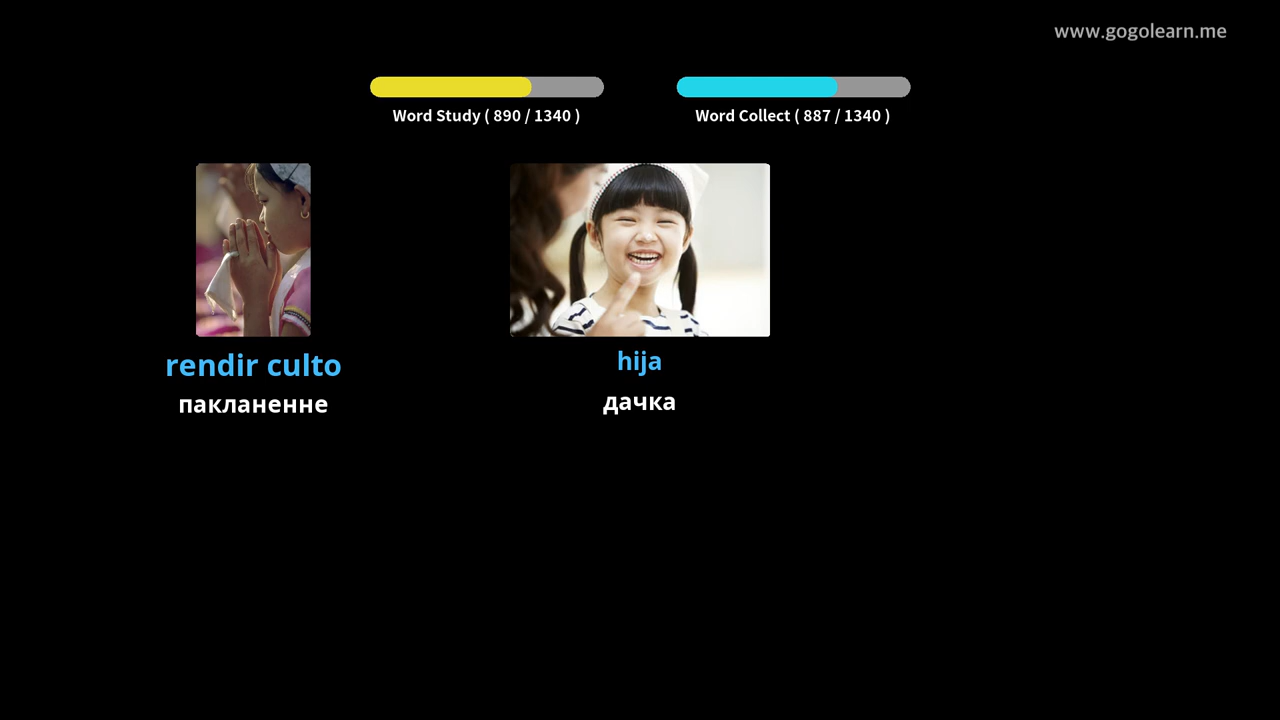 www.gogolearn.me
Word Study ( 890 / 1340 )
Word Collect ( 887 / 1340 )
rendir culto
пакланенне
hija
дачка